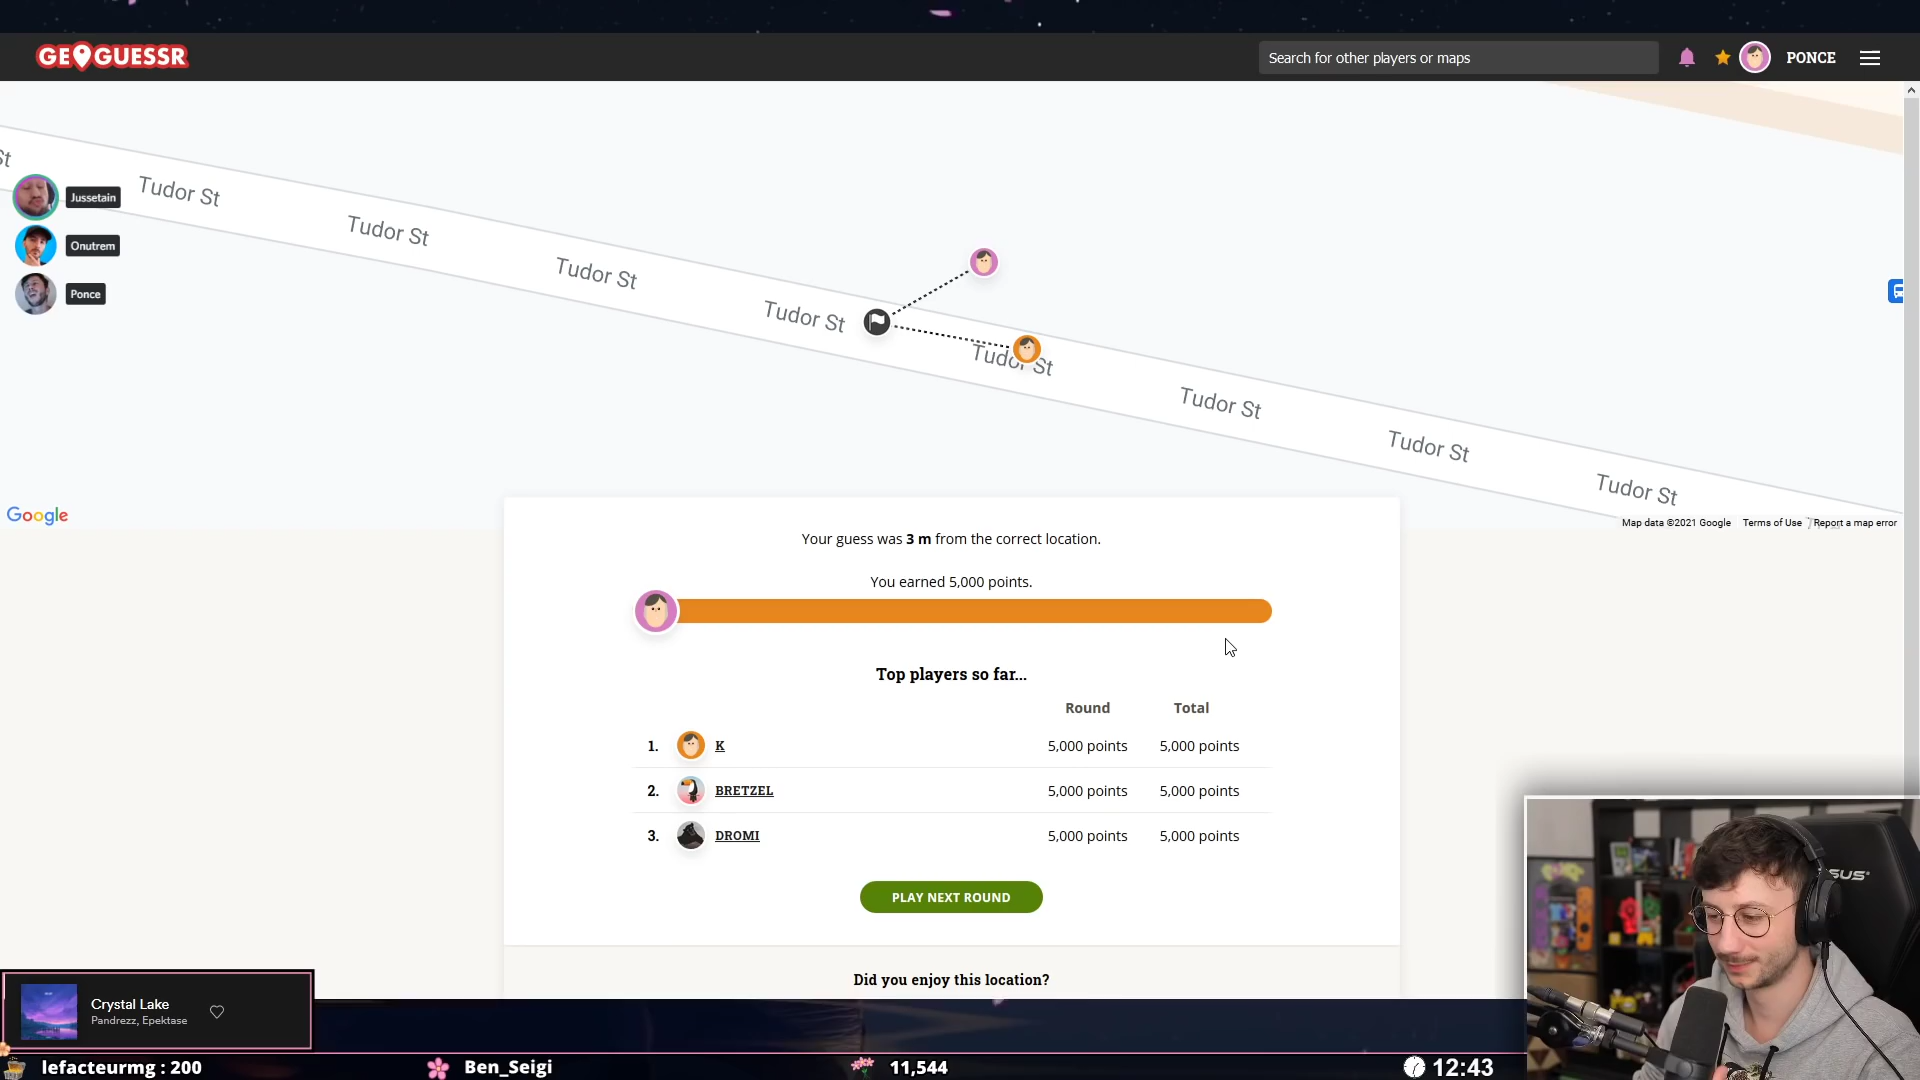 GEOGUESSR
Search for other players or maps
PONCE
St
Tudor St
Tudor St
Tudor St
Tudor St
Tudor St
Tudor St
Tudor St
Tudor St
Jussetain
Onutrem
Ponce
Google
Map data ©2021 Google
Terms of Use
Report a map error
Your guess was 3 m from the correct location.
You earned 5,000 points.
Top players so far...
Round Total
1. K 5,000 points 5,000 points
2. BRETZEL 5,000 points 5,000 points
3. DROMI 5,000 points 5,000 points
PLAY NEXT ROUND
Did you enjoy this location?
Crystal Lake
Pandrezz, Epektase
lefacteurmg : 200
Ben_Seigi
11,544
12:43